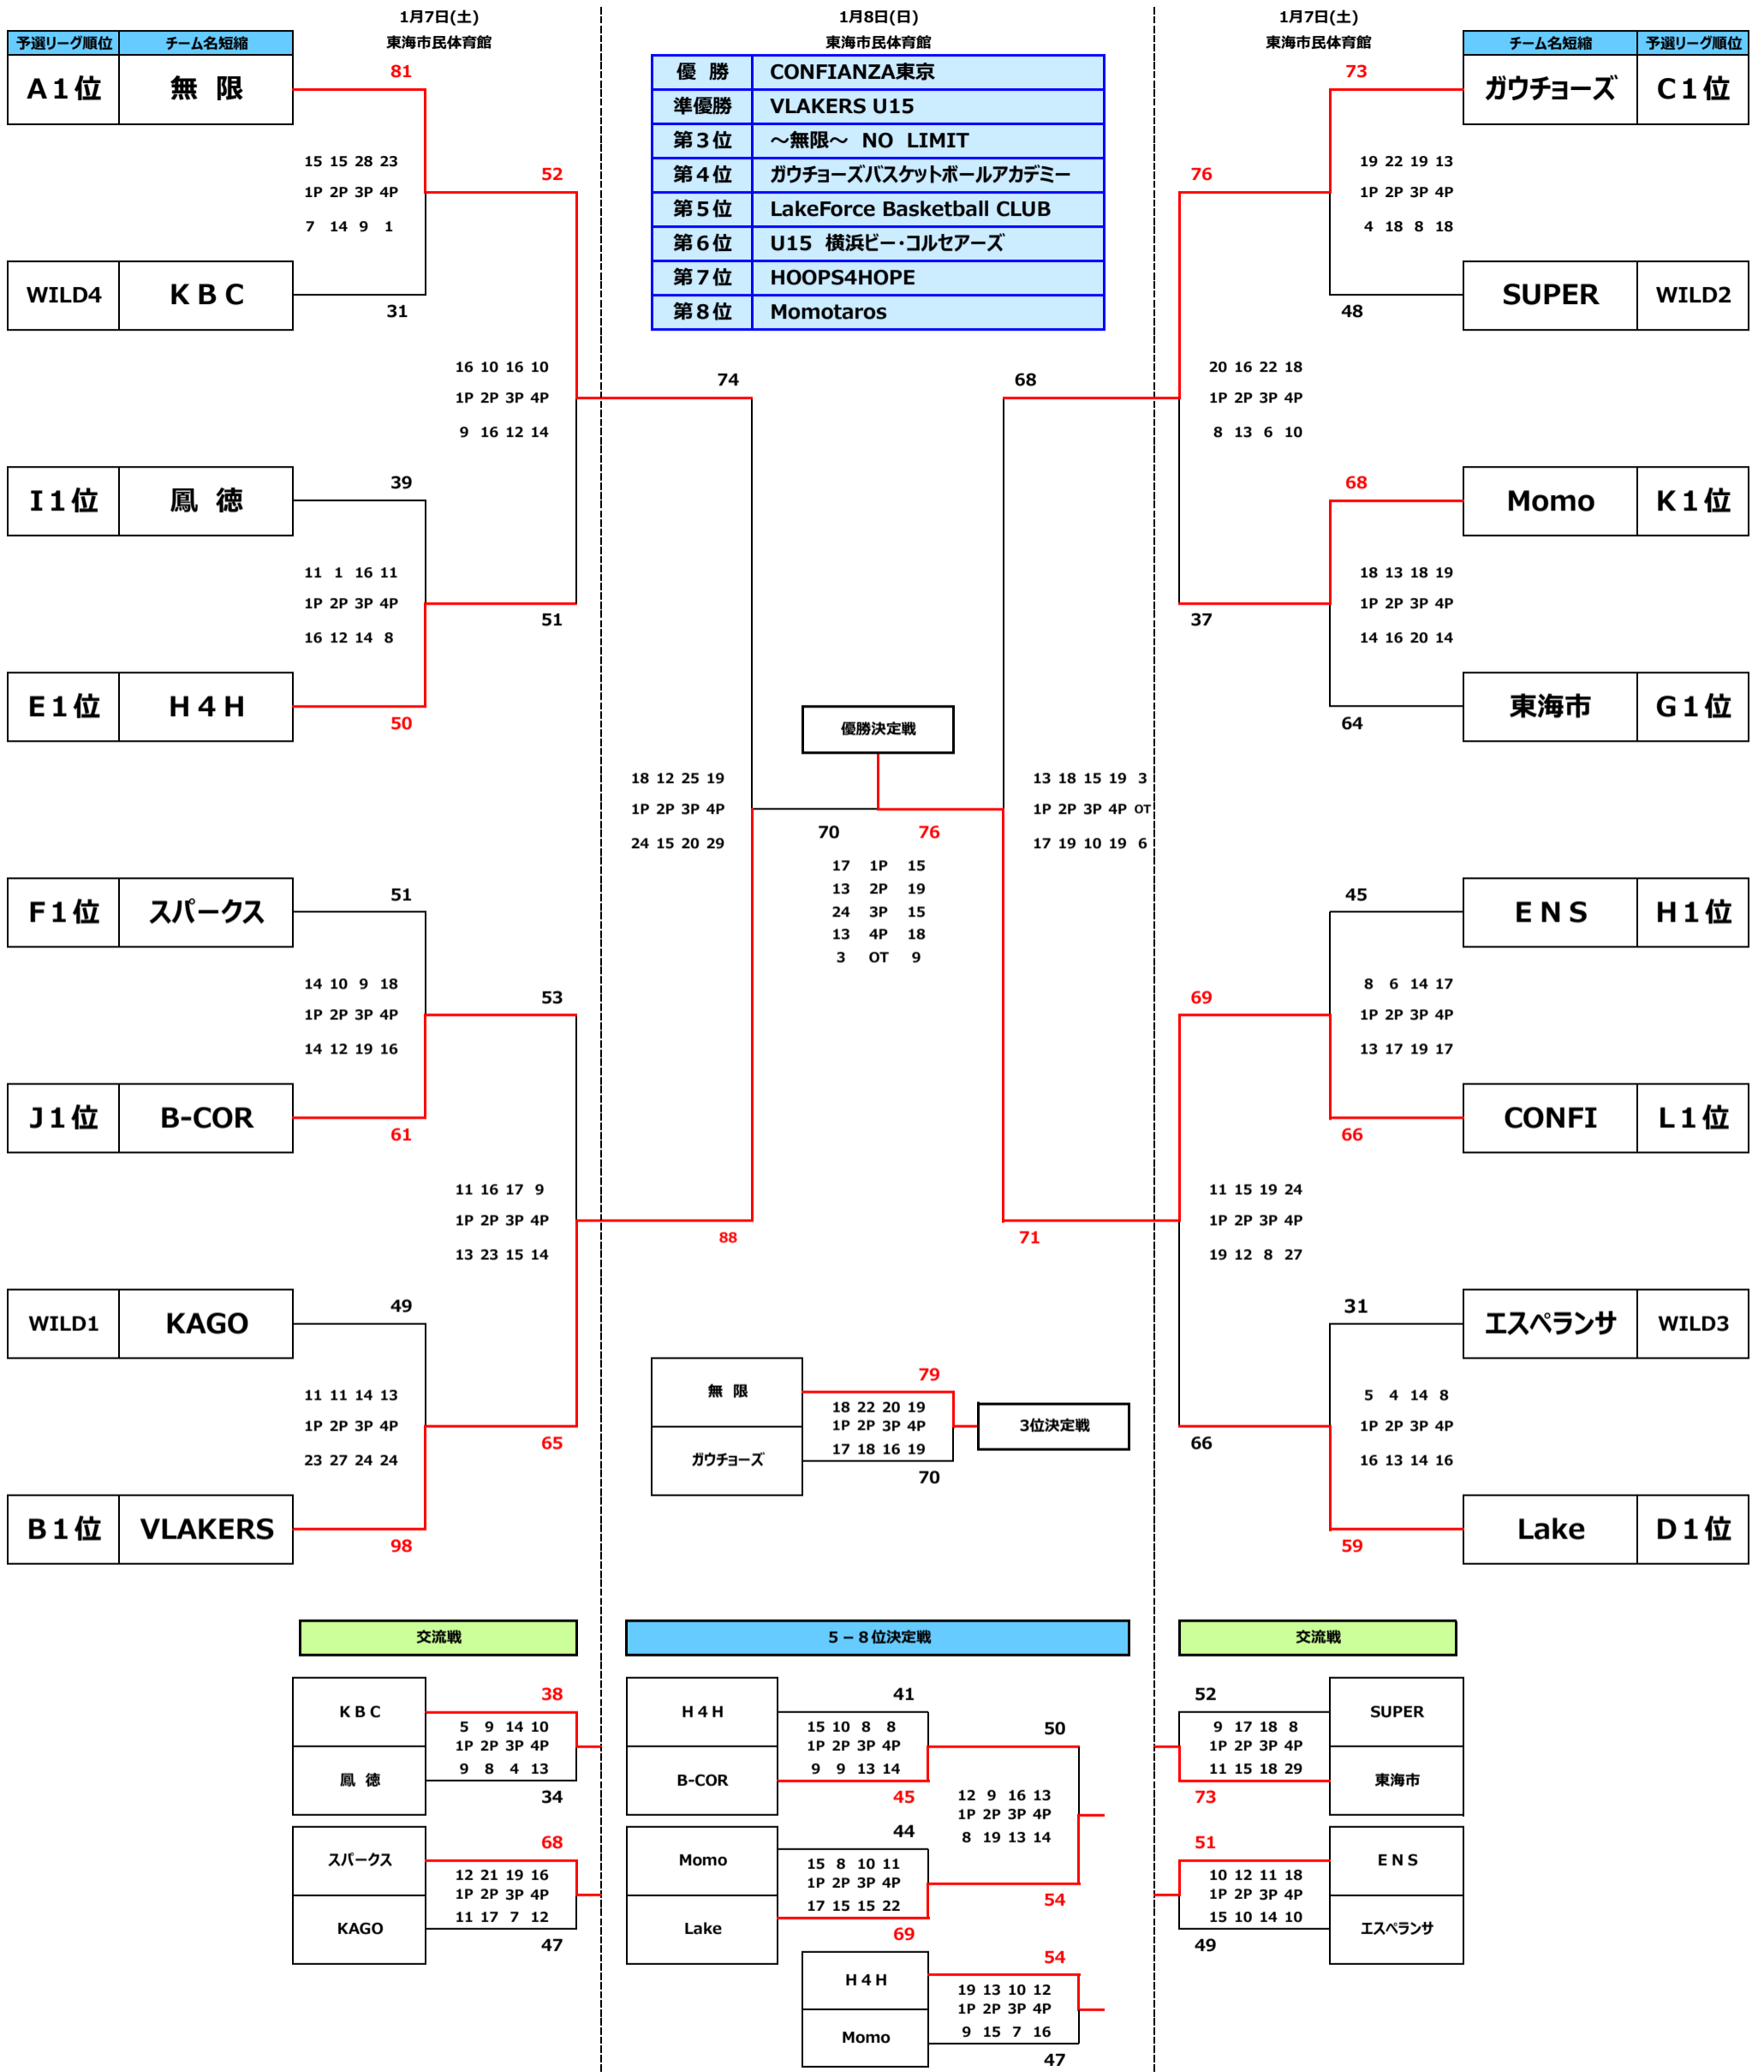 1月7日(土) 1月8日(日) 1月7日(土)
予選リーグ順位 チーム名短縮 東海市民体育館 東海市民体育館 東海市民体育館 チーム名短縮 予選リーグ順位
優 勝 CONFIANZA東京
準優勝 VLAKERS U15
第3位 ～無限～ NO LIMIT
第4位 ガウチョーズバスケットボールアカデミー
第5位 LakeForce Basketball CLUB
第6位 U15 横浜ビー・コルセアーズ
第7位 HOOPS4HOPE
第8位 Momotaros
81
A1位 無 限
15 15 28 23
1P 2P 3P 4P
7 14 9 1
WILD4 KBC
31
52
16 10 16 10
1P 2P 3P 4P
9 16 12 14
51
39
I1位 鳳 徳
11 1 16 11
1P 2P 3P 4P
16 12 14 8
E1位 H4H
50
51
F1位 スパークス
14 10 9 18
1P 2P 3P 4P
14 12 19 16
J1位 B-COR
61
53
11 16 17 9
1P 2P 3P 4P
13 23 15 14
65
49
WILD1 KAGO
11 11 14 13
1P 2P 3P 4P
23 27 24 24
B1位 VLAKERS
98
74
18 12 25 19
1P 2P 3P 4P
24 15 20 29
88
優勝決定戦
70 76
17 1P 15
13 2P 19
24 3P 15
13 4P 18
3 OT 9
68
13 18 15 19 3
1P 2P 3P 4P OT
17 19 10 19 6
71
無 限
79
18 22 20 19
1P 2P 3P 4P
17 18 16 19
ガウチョーズ
70
3位決定戦
73
ガウチョーズ C1位
19 22 19 13
1P 2P 3P 4P
4 18 8 18
SUPER WILD2
48
76
20 16 22 18
1P 2P 3P 4P
8 13 6 10
37
68
Momo K1位
18 13 18 19
1P 2P 3P 4P
14 16 20 14
東海市 G1位
64
45
ENS H1位
8 6 14 17
1P 2P 3P 4P
13 17 19 17
CONFI L1位
66
69
11 15 19 24
1P 2P 3P 4P
19 12 8 27
66
31
エスペランサ WILD3
5 4 14 8
1P 2P 3P 4P
16 13 14 16
Lake D1位
59
交流戦
KBC
38
5 9 14 10
1P 2P 3P 4P
9 8 4 13
鳳 徳
34
スパークス
68
12 21 19 16
1P 2P 3P 4P
11 17 7 12
KAGO
47
5－8位決定戦
H4H
41
15 10 8 8
1P 2P 3P 4P
9 9 13 14
B-COR
45
Momo
44
15 8 10 11
1P 2P 3P 4P
17 15 15 22
Lake
69
50
12 9 16 13
1P 2P 3P 4P
8 19 13 14
54
H4H
54
19 13 10 12
1P 2P 3P 4P
9 15 7 16
Momo
47
交流戦
52
SUPER
9 17 18 8
1P 2P 3P 4P
11 15 18 29
東海市
73
51
ENS
10 12 11 18
1P 2P 3P 4P
15 10 14 10
エスペランサ
49